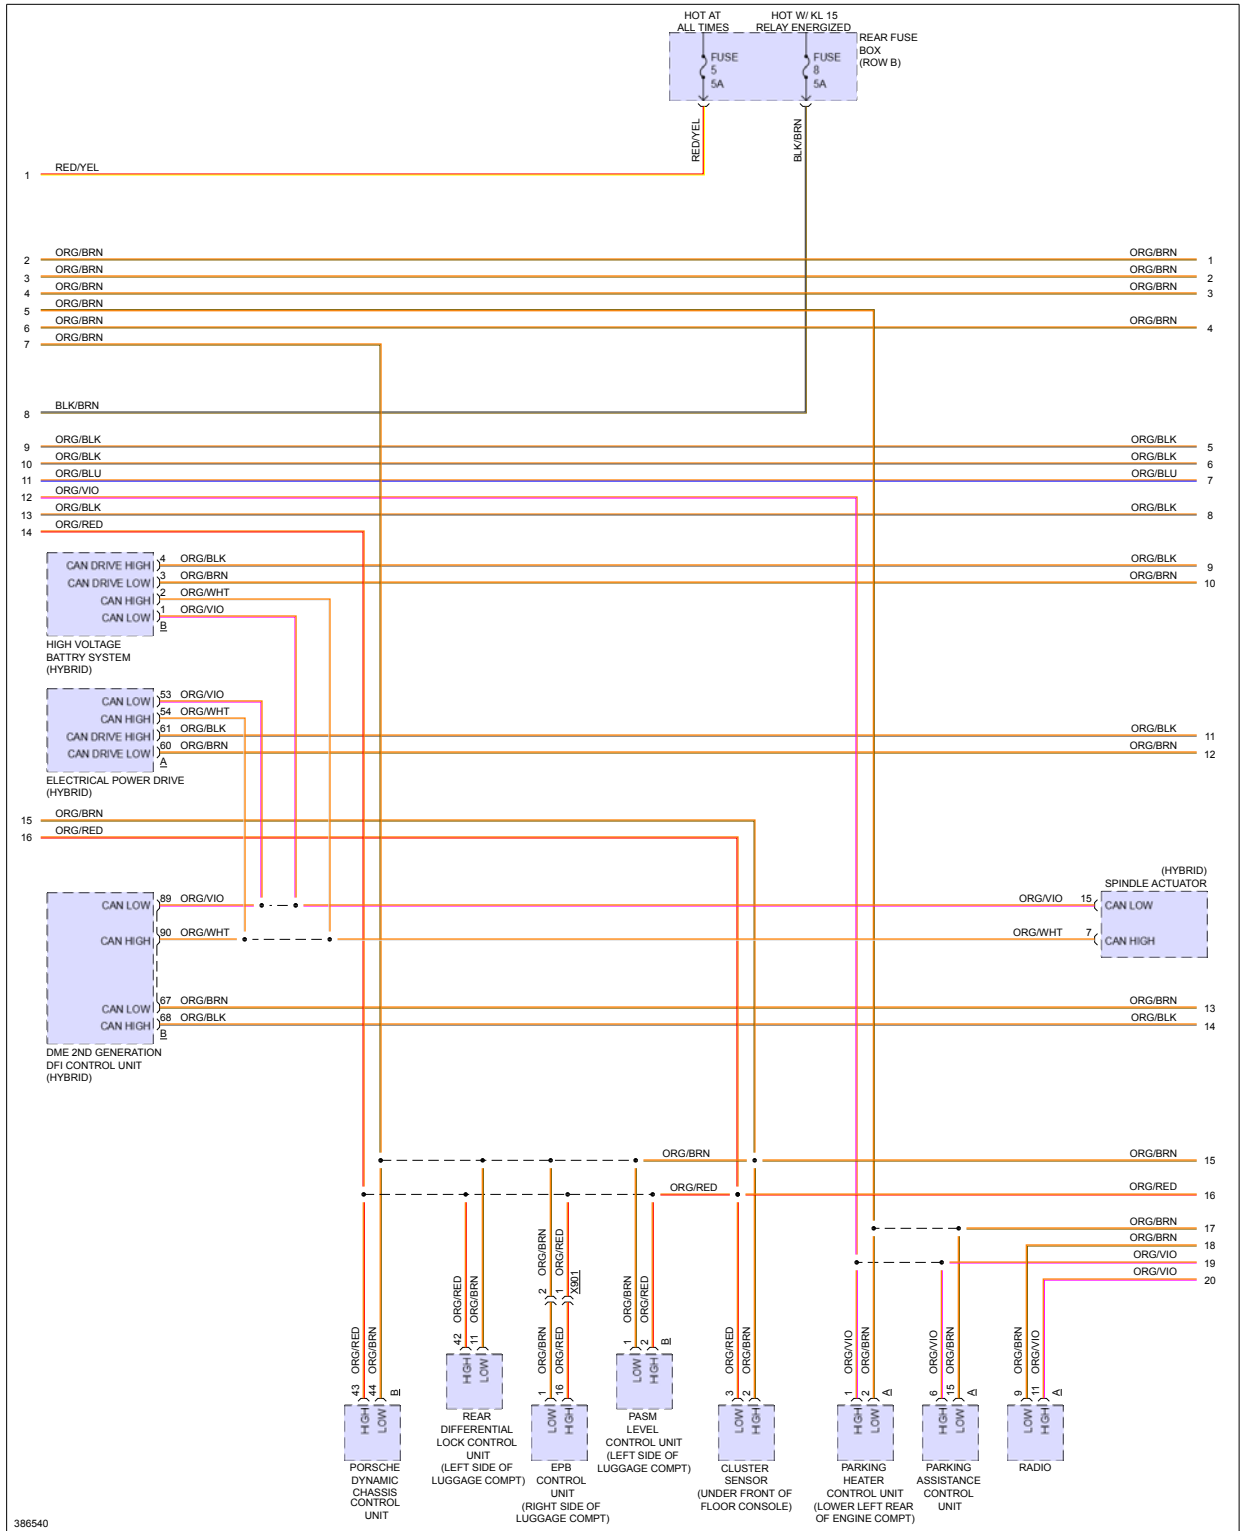 HOT AT
ALL TIMES
HOT W/ KL 15
RELAY ENERGIZED
REAR FUSE
BOX
(ROW B)
FUSE
5
5A
FUSE
8
5A
RED/YEL
BLK/BRN
1 RED/YEL
2 ORG/BRN ORG/BRN 1
3 ORG/BRN ORG/BRN 2
4 ORG/BRN ORG/BRN 3
5 ORG/BRN
6 ORG/BRN ORG/BRN 4
7 ORG/BRN
8 BLK/BRN
9 ORG/BLK ORG/BLK 5
10 ORG/BLK ORG/BLK 6
11 ORG/BLU ORG/BLU 7
12 ORG/VIO
13 ORG/BLK ORG/BLK 8
14 ORG/RED
CAN DRIVE HIGH 4 ORG/BLK ORG/BLK 9
CAN DRIVE LOW 3 ORG/BRN ORG/BRN 10
CAN HIGH 2 ORG/WHT
CAN LOW 1 ORG/VIO
B
HIGH VOLTAGE
BATTRY SYSTEM
(HYBRID)
CAN LOW 53 ORG/VIO
CAN HIGH 54 ORG/WHT
CAN DRIVE HIGH 61 ORG/BLK ORG/BLK 11
CAN DRIVE LOW 60 ORG/BRN ORG/BRN 12
A
ELECTRICAL POWER DRIVE
(HYBRID)
15 ORG/BRN
16 ORG/RED
(HYBRID)
SPINDLE ACTUATOR
CAN LOW 89 ORG/VIO ORG/VIO 15 CAN LOW
CAN HIGH 90 ORG/WHT ORG/WHT 7 CAN HIGH
CAN LOW 67 ORG/BRN ORG/BRN 13
CAN HIGH 68 ORG/BLK ORG/BLK 14
B
DME 2ND GENERATION
DFI CONTROL UNIT
(HYBRID)
ORG/BRN ORG/BRN 15
ORG/RED ORG/RED 16
ORG/BRN 17
ORG/BRN 18
ORG/VIO 19
ORG/VIO 20
ORG/BRN ORG/RED
2 1 X901
43 ORG/RED
44 ORG/BRN
B
HIGH LOW
PORSCHE
DYNAMIC
CHASSIS
CONTROL
UNIT
42 ORG/RED
11 ORG/BRN
HIGH LOW
REAR
DIFFERENTIAL
LOCK CONTROL
UNIT
(LEFT SIDE OF
LUGGAGE COMPT)
1 ORG/BRN
16 ORG/RED
LOW HIGH
EPB
CONTROL
UNIT
(RIGHT SIDE OF
LUGGAGE COMPT)
1 ORG/BRN
2 ORG/RED
B
LOW HIGH
PASM
LEVEL
CONTROL UNIT
(LEFT SIDE OF
LUGGAGE COMPT)
3 ORG/RED
2 ORG/BRN
LOW HIGH
CLUSTER
SENSOR
(UNDER FRONT OF
FLOOR CONSOLE)
1 ORG/VIO
2 ORG/BRN
A
HIGH LOW
PARKING
HEATER
CONTROL UNIT
(LOWER LEFT REAR
OF ENGINE COMPT)
6 ORG/VIO
15 ORG/BRN
A
HIGH LOW
PARKING
ASSISTANCE
CONTROL
UNIT
9 ORG/BRN
11 ORG/VIO
A
LOW HIGH
RADIO
386540